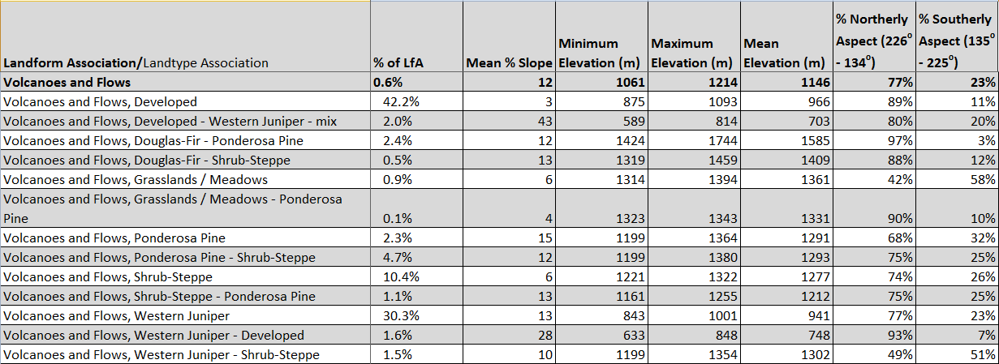 Landform Association/Landtype Association % of LfA Mean % Slope Minimum Elevation (m) Maximum Elevation (m) Mean Elevation (m) % Northerly Aspect (226° - 134°) % Southerly Aspect (135° - 225°)
Volcanoes and Flows 0.6% 12 1061 1214 1146 77% 23%
Volcanoes and Flows, Developed 42.2% 3 875 1093 966 89% 11%
Volcanoes and Flows, Developed - Western Juniper - mix 2.0% 43 589 814 703 80% 20%
Volcanoes and Flows, Douglas-Fir - Ponderosa Pine 2.4% 12 1424 1744 1585 97% 3%
Volcanoes and Flows, Douglas-Fir - Shrub-Steppe 0.5% 13 1319 1459 1409 88% 12%
Volcanoes and Flows, Grasslands / Meadows 0.9% 6 1314 1394 1361 42% 58%
Volcanoes and Flows, Grasslands / Meadows - Ponderosa
Pine 0.1% 4 1323 1343 1331 90% 10%
Volcanoes and Flows, Ponderosa Pine 2.3% 15 1199 1364 1291 68% 32%
Volcanoes and Flows, Ponderosa Pine - Shrub-Steppe 4.7% 12 1199 1380 1293 75% 25%
Volcanoes and Flows, Shrub-Steppe 10.4% 6 1221 1322 1277 74% 26%
Volcanoes and Flows, Shrub-Steppe - Ponderosa Pine 1.1% 13 1161 1255 1212 75% 25%
Volcanoes and Flows, Western Juniper 30.3% 13 843 1001 941 77% 23%
Volcanoes and Flows, Western Juniper - Developed 1.6% 28 633 848 748 93% 7%
Volcanoes and Flows, Western Juniper - Shrub-Steppe 1.5% 10 1199 1354 1302 49% 51%